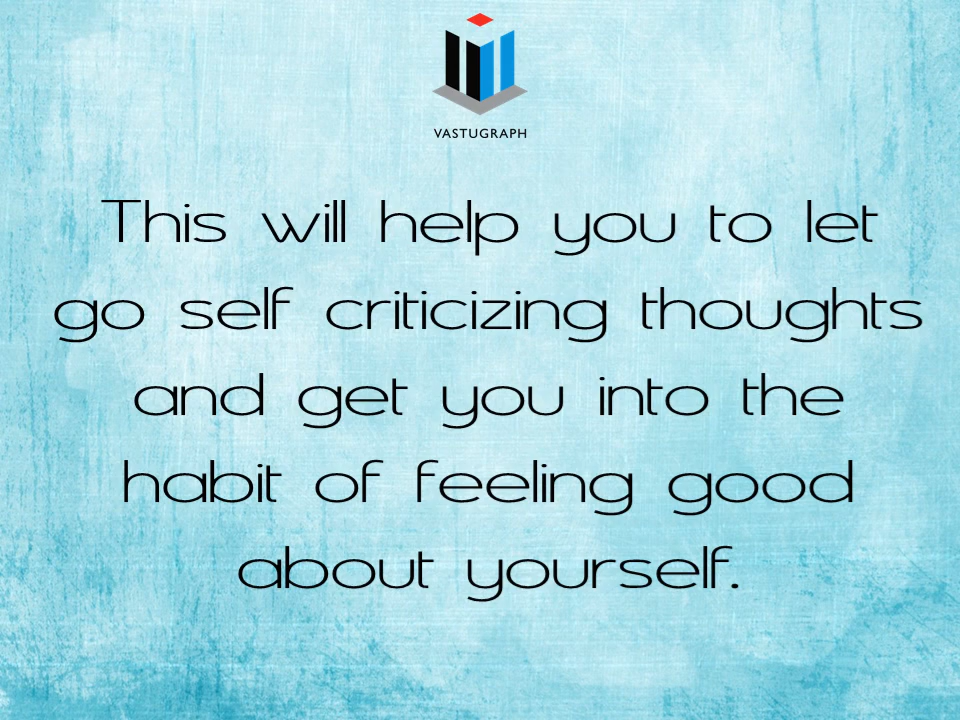 VASTUGRAPH
This will help you to let
go self criticizing thoughts
and get you into the
habit of feeling good
about yourself.